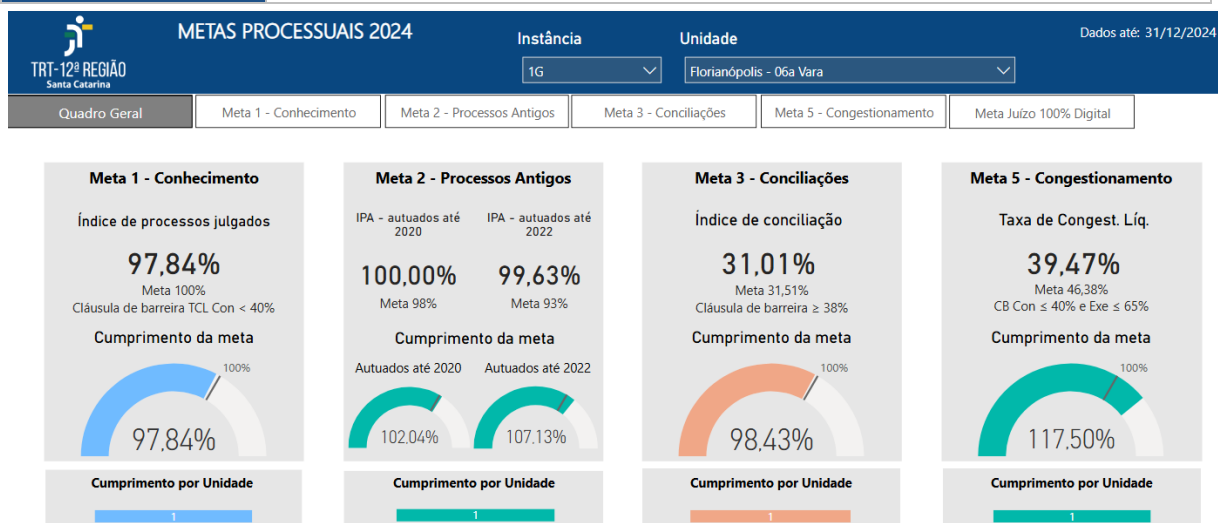 METAS PROCESSUAIS 2024
Instância
Unidade
Dados até: 31/12/2024
TRT-12ª REGIÃO
Santa Catarina
1G
Florianópolis - 06a Vara
Quadro Geral
Meta 1 - Conhecimento
Meta 2 - Processos Antigos
Meta 3 - Conciliações
Meta 5 - Congestionamento
Meta Juízo 100% Digital
Meta 1 - Conhecimento
Índice de processos julgados
97,84%
Meta 100%
Cláusula de barreira TCL Con < 40%
Cumprimento da meta
100%
97,84%
Cumprimento por Unidade
1
Meta 2 - Processos Antigos
IPA - autuados até
2020
IPA - autuados até
2022
100,00%
99,63%
Meta 98%
Meta 93%
Cumprimento da meta
Autuados até 2020
Autuados até 2022
102,04%
107,13%
Cumprimento por Unidade
1
Meta 3 - Conciliações
Índice de conciliação
31,01%
Meta 31,51%
Cláusula de barreira ≥ 38%
Cumprimento da meta
100%
98,43%
Cumprimento por Unidade
1
Meta 5 - Congestionamento
Taxa de Congest. Líq.
39,47%
Meta 46,38%
CB Con ≤ 40% e Exe ≤ 65%
Cumprimento da meta
100%
117,50%
Cumprimento por Unidade
1